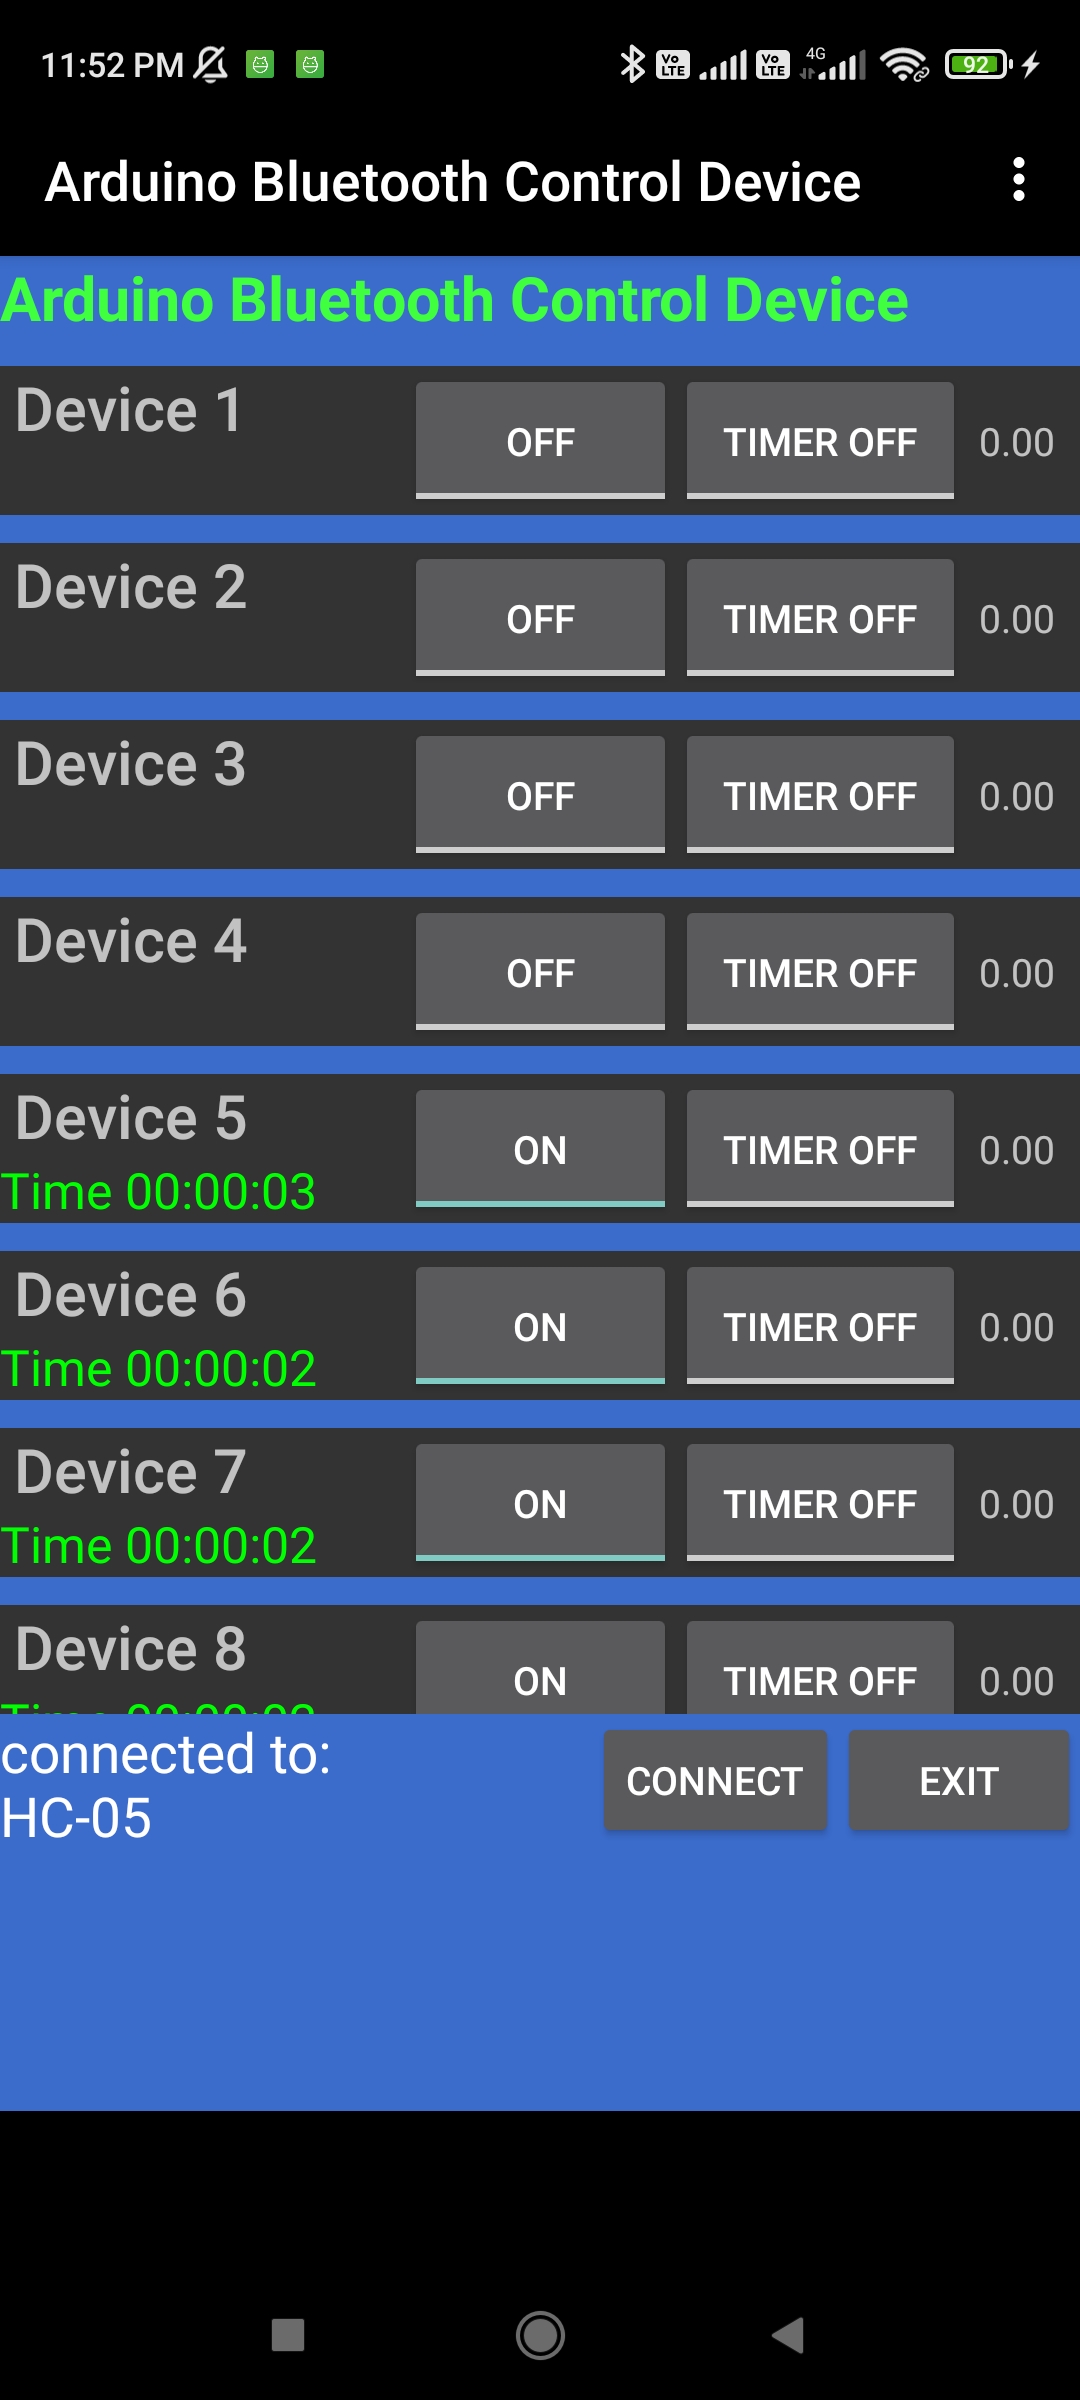 11:52 PM Vo LTE Vo LTE 4G 92
Arduino Bluetooth Control Device
Arduino Bluetooth Control Device
Device 1 OFF TIMER OFF 0.00
Device 2 OFF TIMER OFF 0.00
Device 3 OFF TIMER OFF 0.00
Device 4 OFF TIMER OFF 0.00
Device 5 ON TIMER OFF 0.00
Time 00:00:03
Device 6 ON TIMER OFF 0.00
Time 00:00:02
Device 7 ON TIMER OFF 0.00
Time 00:00:02
Device 8 ON TIMER OFF 0.00
connected to: CONNECT EXIT
HC-05